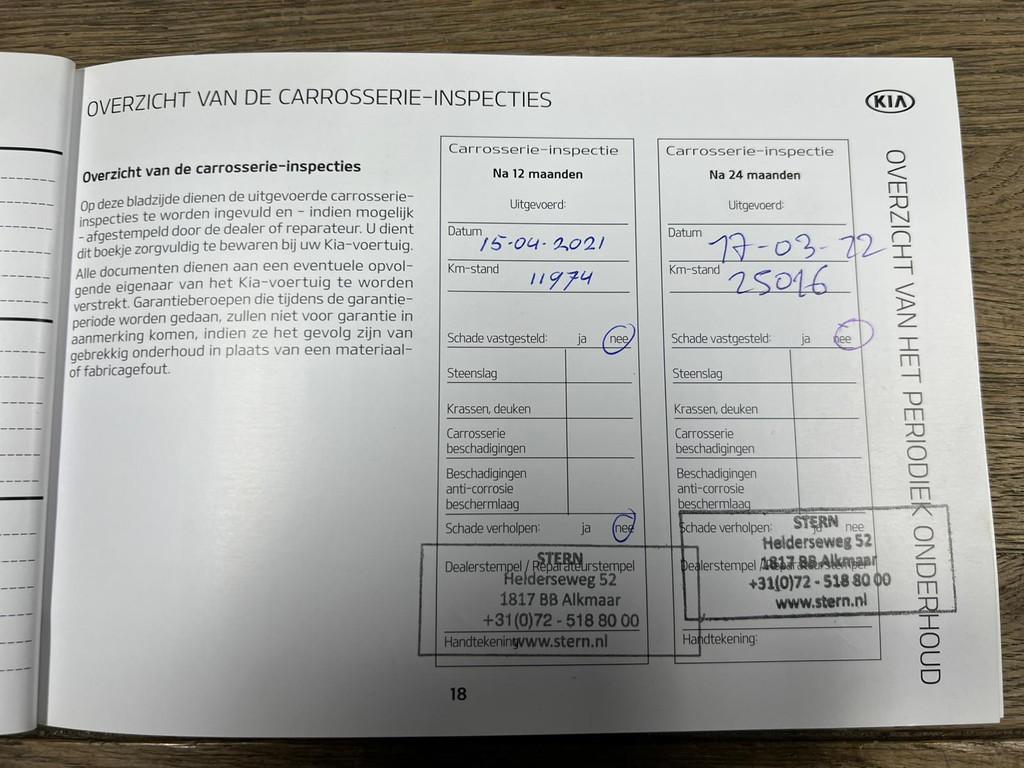 OVERZICHT VAN DE CARROSSERIE-INSPECTIES
KIA
Overzicht van de carrosserie-inspecties
Op deze bladzijde dienen de uitgevoerde carrosserie-
inspecties te worden ingevuld en - indien mogelijk
- afgestempeld door de dealer of reparateur. U dient
dit boekje zorgvuldig te bewaren bij uw Kia-voertuig.
Alle documenten dienen aan een eventuele opvol-
gende eigenaar van het Kia-voertuig te worden
verstrekt. Garantieberoepen die tijdens de garantie-
periode worden gedaan, zullen niet voor garantie in
aanmerking komen, indien ze het gevolg zijn van
gebrekkig onderhoud in plaats van een materiaal-
of fabricagefout.
Carrosserie-inspectie
Na 12 maanden
Uitgevoerd:
Datum
15-04-2021
Km-stand
11974
Schade vastgesteld: ja nee
Steenslag
Krassen, deuken
Carrosserie
beschadigingen
Beschadigingen
anti-corrosie
beschermlaag
Schade verholpen: ja nee
Dealerstempel / Reparateurstempel
STERN
Helderseweg 52
1817 BB Alkmaar
+31(0)72 - 518 80 00
www.stern.nl
Handtekening:
Carrosserie-inspectie
Na 24 maanden
Uitgevoerd:
Datum
17-03-22
Km-stand
25016
Schade vastgesteld: ja nee
Steenslag
Krassen, deuken
Carrosserie
beschadigingen
Beschadigingen
anti-corrosie
beschermlaag
Schade verholpen: ja nee
Dealerstempel / Reparateurstempel
STERN
Helderseweg 52
1817 BB Alkmaar
+31(0)72 - 518 80 00
www.stern.nl
Handtekening:
OVERZICHT VAN HET PERIODIEK ONDERHOUD
18